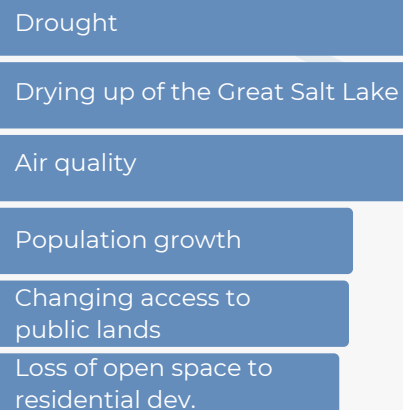 Drought
Drying up of the Great Salt Lake
Air quality
Population growth
Changing access to
public lands
Loss of open space to
residential dev.